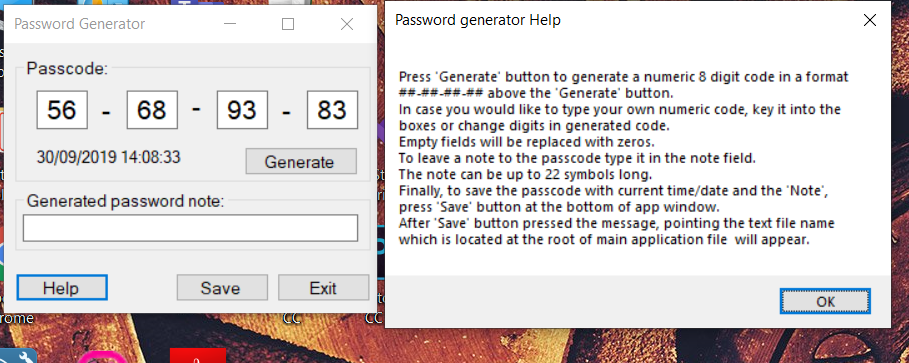 Password Generator
Passcode:
56 - 68 - 93 - 83
30/09/2019 14:08:33
Generate
Generated password note:
Help
Save
Exit
Password generator Help
Press 'Generate' button to generate a numeric 8 digit code in a format
##-##-##-## above the 'Generate' button.
In case you would like to type your own numeric code, key it into the
boxes or change digits in generated code.
Empty fields will be replaced with zeros.
To leave a note to the passcode type it in the note field.
The note can be up to 22 symbols long.
Finally, to save the passcode with current time/date and the 'Note',
press 'Save' button at the bottom of app window.
After 'Save' button pressed the message, pointing the text file name
which is located at the root of main application file  will appear.
OK
rome
CC
CC